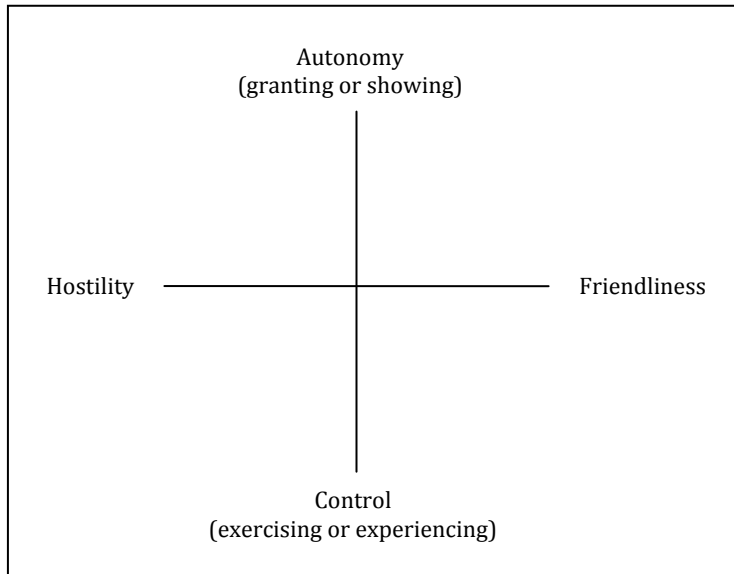 Autonomy
(granting or showing)
Hostility
Friendliness
Control
(exercising or experiencing)